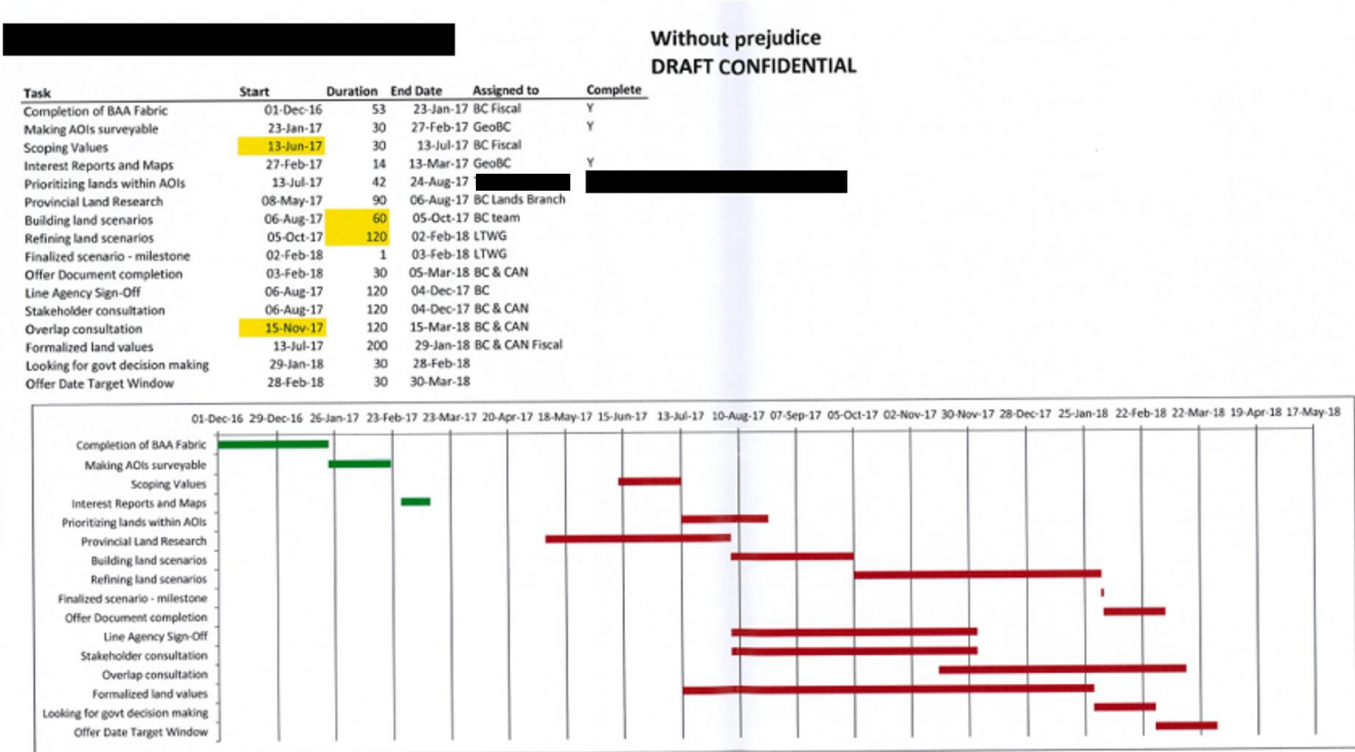 Without prejudice
DRAFT CONFIDENTIAL
Task Start Duration End Date Assigned to Complete
Completion of BAA Fabric 01-Dec-16 53 23-Jan-17 BC Fiscal Y
Making AOIs surveyable 23-Jan-17 30 27-Feb-17 GeoBC Y
Scoping Values 13-Jun-17 30 13-Jul-17 BC Fiscal
Interest Reports and Maps 27-Feb-17 14 13-Mar-17 GeoBC Y
Prioritizing lands within AOIs 13-Jul-17 42 24-Aug-17
Provincial Land Research 08-May-17 90 06-Aug-17 BC Lands Branch
Building land scenarios 06-Aug-17 60 05-Oct-17 BC team
Refining land scenarios 05-Oct-17 120 02-Feb-18 LTWG
Finalized scenario - milestone 02-Feb-18 1 03-Feb-18 LTWG
Offer Document completion 03-Feb-18 30 05-Mar-18 BC & CAN
Line Agency Sign-Off 06-Aug-17 120 04-Dec-17 BC
Stakeholder consultation 06-Aug-17 120 04-Dec-17 BC & CAN
Overlap consultation 15-Nov-17 120 15-Mar-18 BC & CAN
Formalized land values 13-Jul-17 200 29-Jan-18 BC & CAN Fiscal
Looking for govt decision making 29-Jan-18 30 28-Feb-18
Offer Date Target Window 28-Feb-18 30 30-Mar-18
01-Dec-16 29-Dec-16 26-Jan-17 23-Feb-17 23-Mar-17 20-Apr-17 18-May-17 15-Jun-17 13-Jul-17 10-Aug-17 07-Sep-17 05-Oct-17 02-Nov-17 30-Nov-17 28-Dec-17 25-Jan-18 22-Feb-18 22-Mar-18 19-Apr-18 17-May-18
Completion of BAA Fabric
Making AOIs surveyable
Scoping Values
Interest Reports and Maps
Prioritizing lands within AOIs
Provincial Land Research
Building land scenarios
Refining land scenarios
Finalized scenario - milestone
Offer Document completion
Line Agency Sign-Off
Stakeholder consultation
Overlap consultation
Formalized land values
Looking for govt decision making
Offer Date Target Window